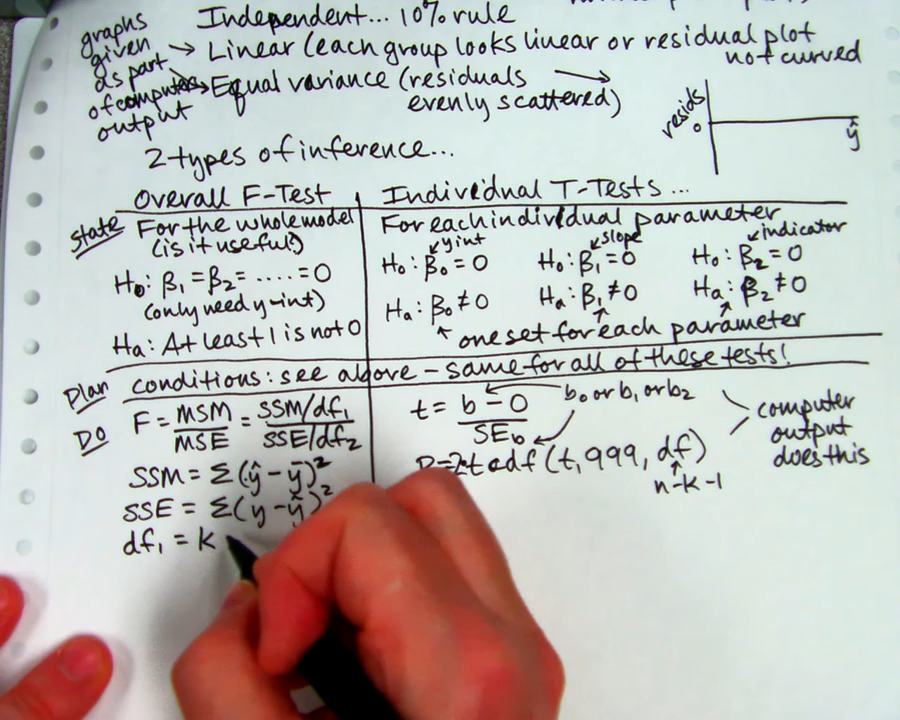 Independent... 10% rule
graphs given as part of computer output
→ Linear (each group looks linear or residual plot not curved
→ Equal variance (residuals evenly scattered)
resids
0
ŷ
2 types of inference...
Overall F-Test
Individual T-Tests...
State
For the whole model
(is it useful?)
H₀: β₁ = β₂ = ..... = 0
(only need y-int)
Ha: At least 1 is not 0
For each individual parameter
y int
slope
indicator
H₀: β₀ = 0
H₀: β₁ = 0
H₀: β₂ = 0
Ha: β₀ ≠ 0
Ha: β₁ ≠ 0
Ha: β₂ ≠ 0
one set for each parameter
Plan
conditions: see above - same for all of these tests!
Do
F = MSM/MSE = SSM/df₁ / SSE/df₂
SSM = Σ(ŷ - ȳ)²
SSE = Σ(y - ŷ)²
df₁ = k
t = b - 0 / SE_b
b₀ or b₁ or b₂
P=2tcdf (t, 999, df)
n-k-1
computer
output
does this